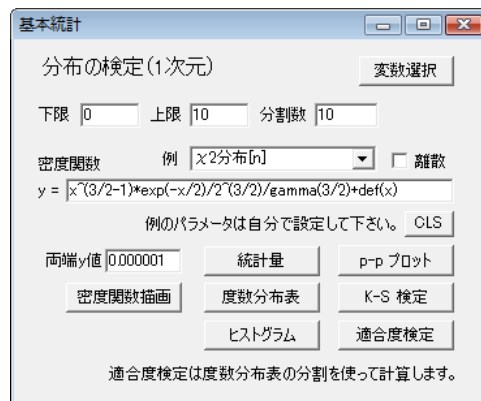 基本統計
分布の検定(1次元)
変数選択
下限 0 上限 10 分割数 10
密度関数 例 χ2分布[n] 離散
y = x^(3/2-1)*exp(-x/2)/2^(3/2)/gamma(3/2)+def(x)
例のパラメータは自分で設定して下さい。 CLS
両端y値 0.000001 統計量 p-p プロット
密度関数描画 度数分布表 K-S 検定
ヒストグラム 適合度検定
適合度検定は度数分布表の分割を使って計算します。